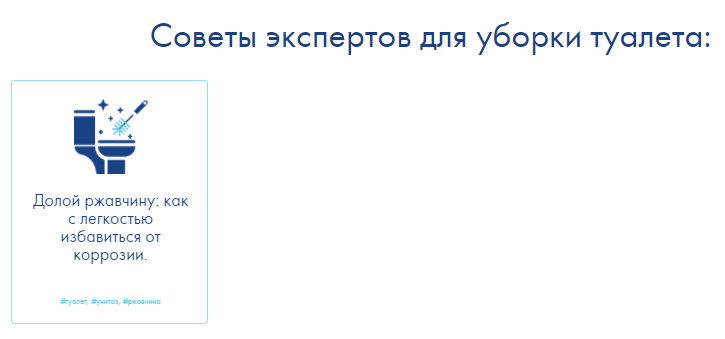 Советы экспертов для уборки туалета:
Долой ржавчину: как
с легкостью
избавиться от
коррозии.
#туалет, #унитаз, #ржавчина